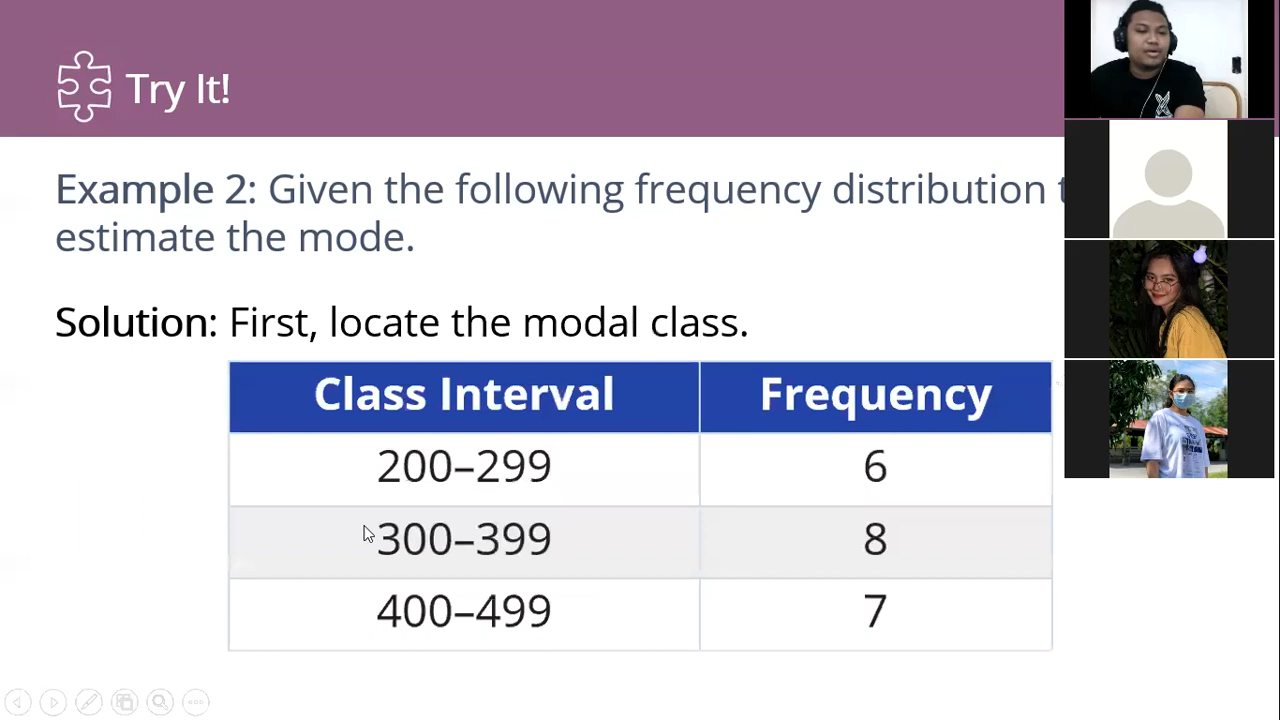 Try It!
Example 2: Given the following frequency distribution
estimate the mode.
Solution: First, locate the modal class.
Class Interval Frequency
200–299 6
300–399 8
400–499 7